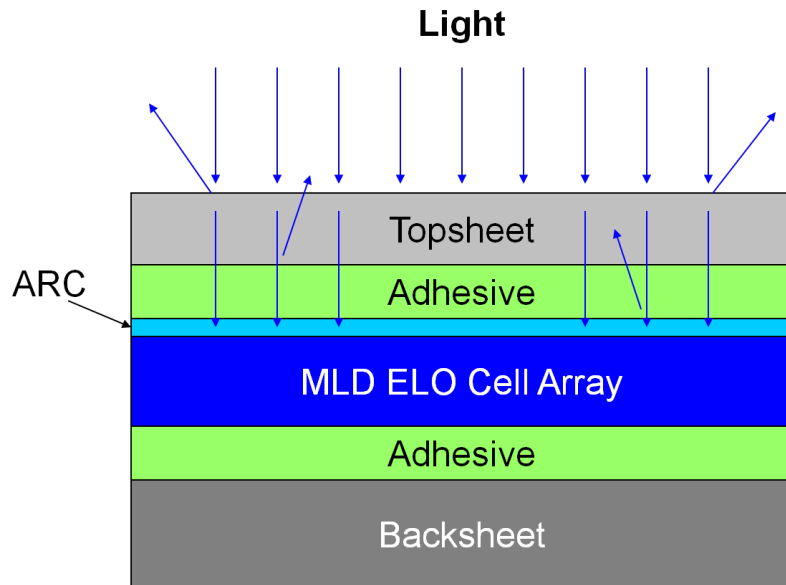 Light
Topsheet
ARC
Adhesive
MLD ELO Cell Array
Adhesive
Backsheet